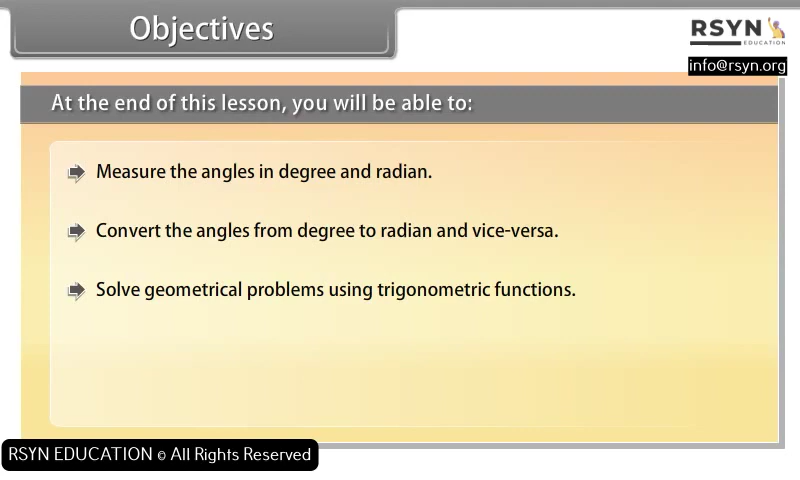 Objectives
RSYN
EDUCATION
info@rsyn.org
At the end of this lesson, you will be able to:
Measure the angles in degree and radian.
Convert the angles from degree to radian and vice-versa.
Solve geometrical problems using trigonometric functions.
RSYN EDUCATION © All Rights Reserved